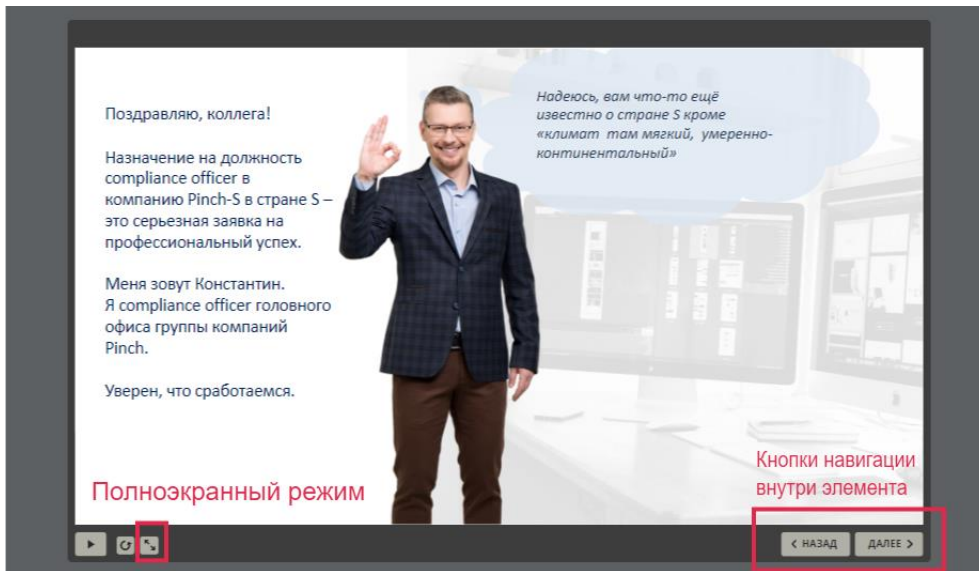 Поздравляю, коллега!
Назначение на должность
compliance officer в
компанию Pinch-S в стране S –
это серьезная заявка на
профессиональный успех.
Меня зовут Константин.
Я compliance officer головного
офиса группы компаний
Pinch.
Уверен, что сработаемся.
Надеюсь, вам что-то ещё
известно о стране S кроме
«климат там мягкий, умеренно-
континентальный»
Полноэкранный режим
Кнопки навигации
внутри элемента
НАЗАД
ДАЛЕЕ